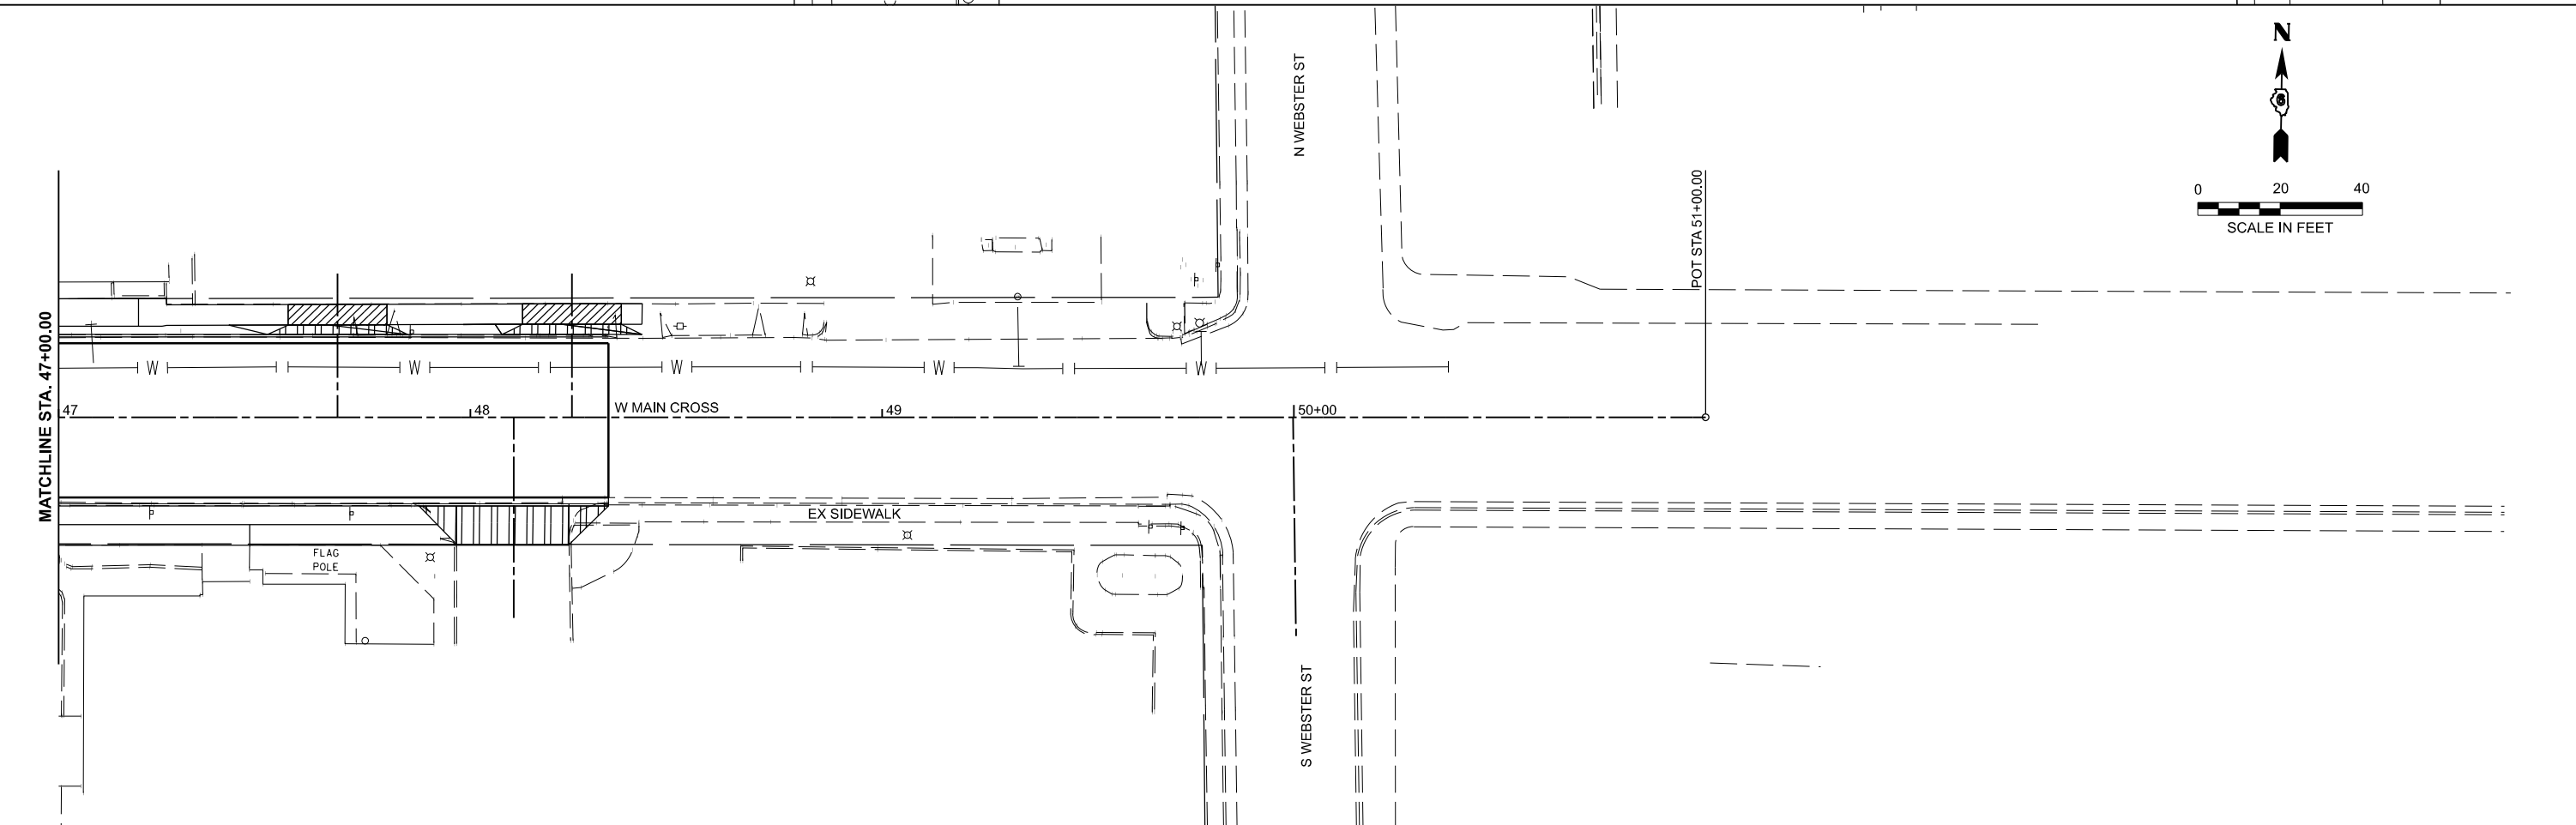 N
6
N WEBSTER ST
0 20 40
SCALE IN FEET
POT STA 51+00.00
MATCHLINE STA. 47+00.00
W W W W W
47 48 W MAIN CROSS 49 50+00
EX SIDEWALK
FLAG
POLE
S WEBSTER ST